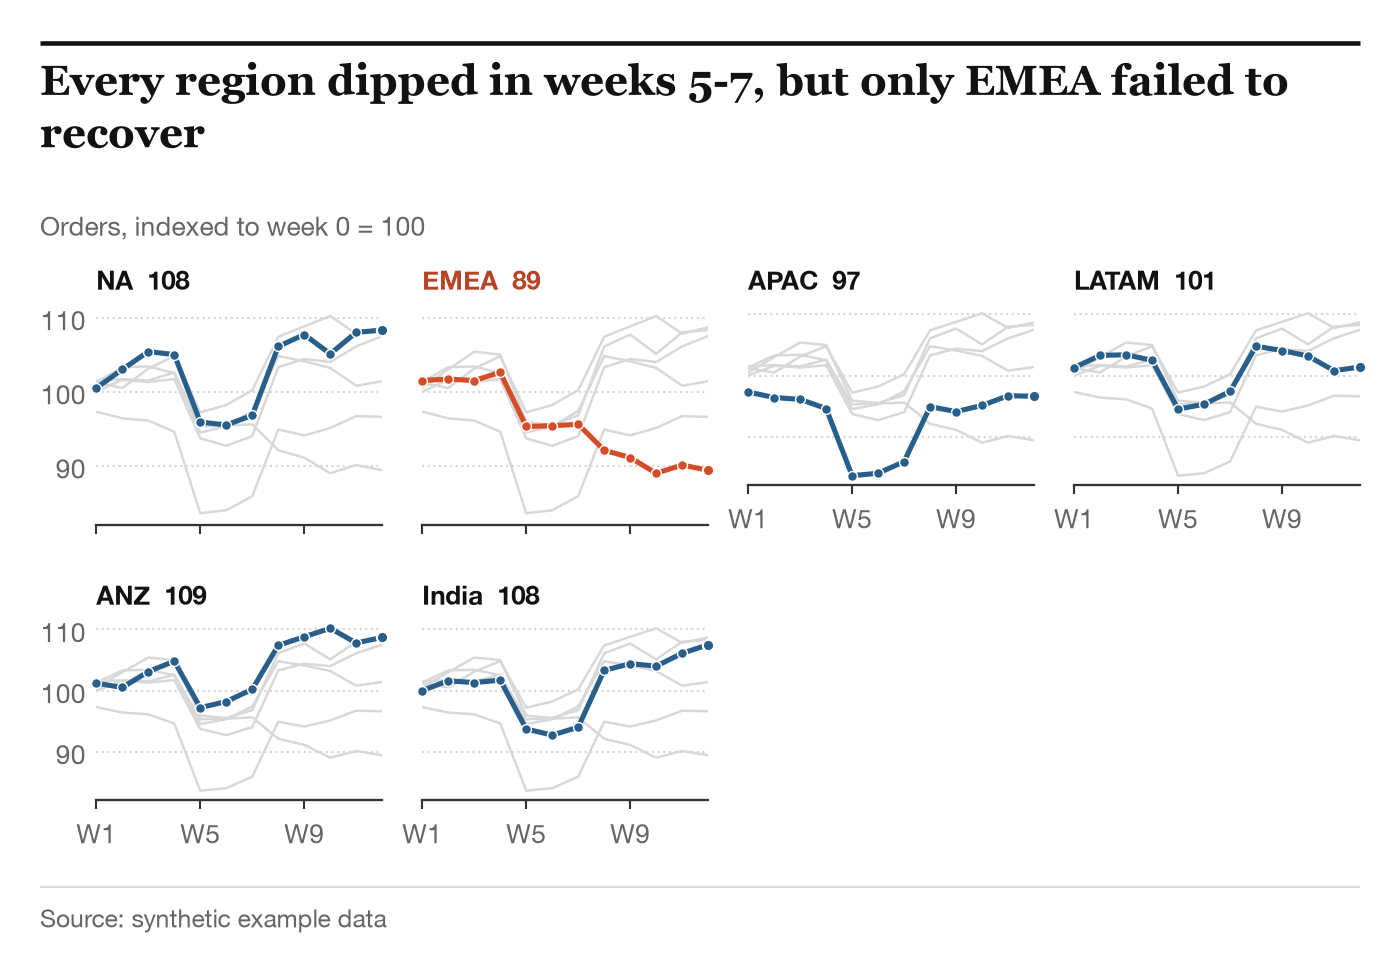 Every region dipped in weeks 5-7, but only EMEA failed to
recover
Orders, indexed to week 0 = 100
NA 108
EMEA 89
APAC 97
LATAM 101
110
100
90
W1 W5 W9
W1 W5 W9
ANZ 109
India 108
110
100
90
W1 W5 W9
W1 W5 W9
Source: synthetic example data